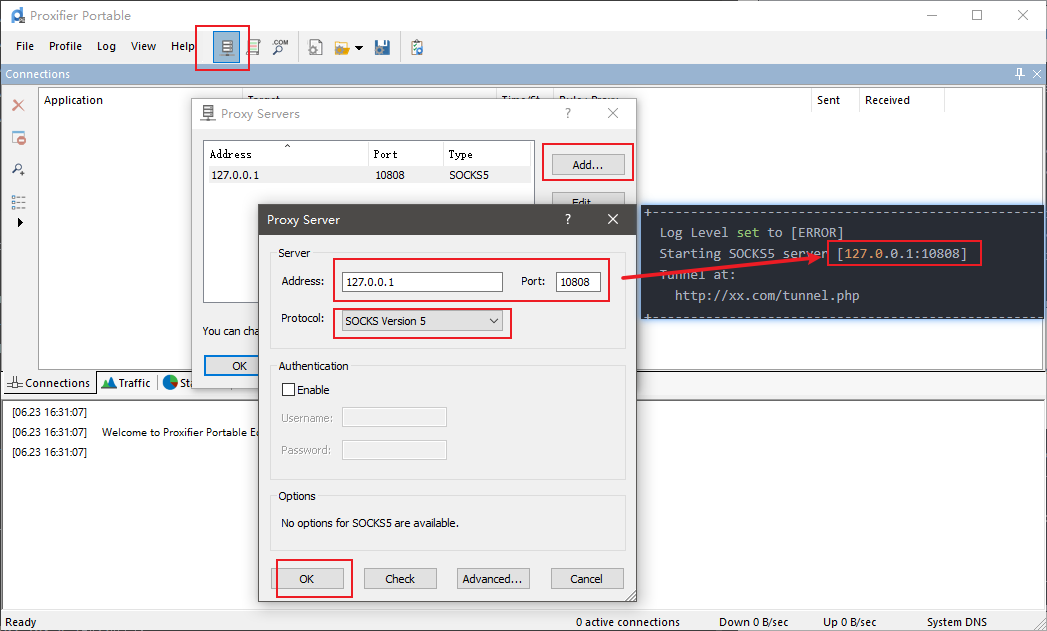 Proxifier Portable
File Profile Log View Help
.COM
Connections
Application Target Sent Received
Proxy Servers ?
Address Port Type
127.0.0.1 10808 SOCKS5
Add...
Edit
Proxy Server ?
Server
Address: 127.0.0.1 Port: 10808
Protocol: SOCKS Version 5
Authentication
Enable
Username:
Password:
Options
No options for SOCKS5 are available.
OK Check Advanced... Cancel
You can cha
OK
Log Level set to [ERROR]
Starting SOCKS5 server [127.0.0.1:10808]
Tunnel at:
http://xx.com/tunnel.php
Connections Traffic Sta
[06.23 16:31:07]
[06.23 16:31:07] Welcome to Proxifier Portable Ed
[06.23 16:31:07]
Ready 0 active connections Down 0 B/sec Up 0 B/sec System DNS